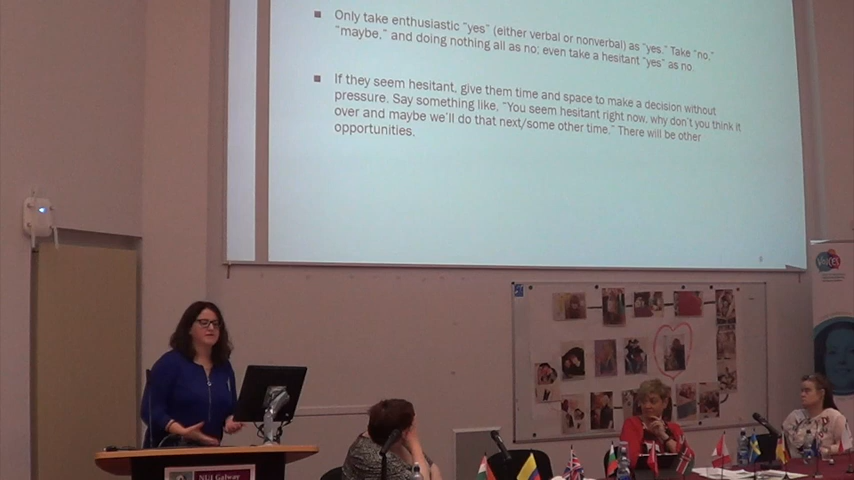 Only take enthusiastic "yes" (either verbal or nonverbal) as "yes." Take "no,"
"maybe," and doing nothing all as no; even take a hesitant "yes" as no.
If they seem hesitant, give them time and space to make a decision without
pressure. Say something like, "You seem hesitant right now, why don't you think it
over and maybe we'll do that next/some other time." There will be other
opportunities.
VOICES
NUI Galway